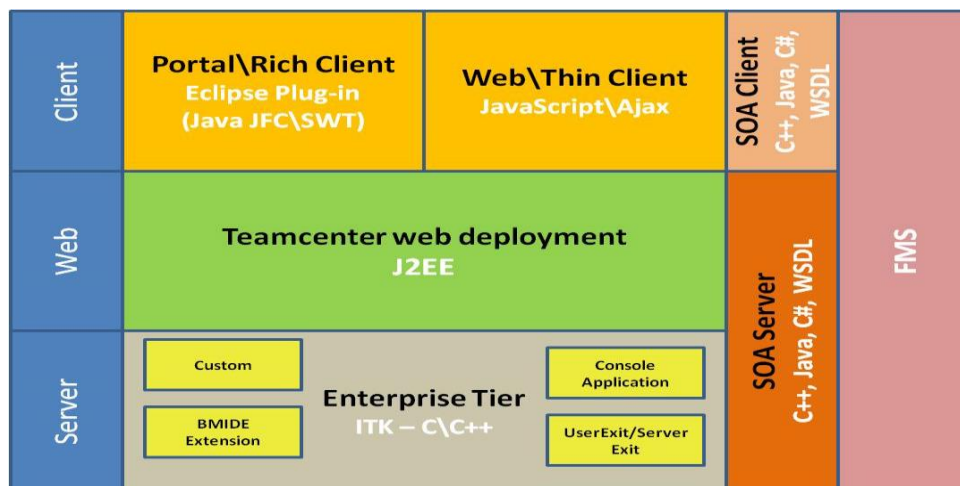 Client
Portal\Rich Client
Eclipse Plug-in
(Java JFC\SWT)
Web\Thin Client
JavaScript\Ajax
SOA Client
C++, Java, C#,
WSDL
FMS
Web
Teamcenter web deployment
J2EE
SOA Server
C++, Java, C#, WSDL
Server
Custom
BMIDE
Extension
Enterprise Tier
ITK – C\C++
Console
Application
UserExit/Server
Exit